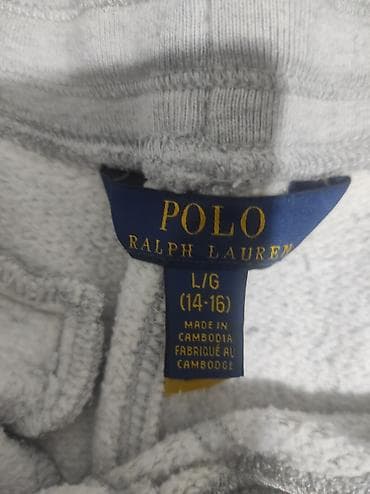 POLO
RALPH LAUREN
L/G
(14-16)
MADE IN
CAMBODIA
FABRIQUÉ AU
CAMBODGE